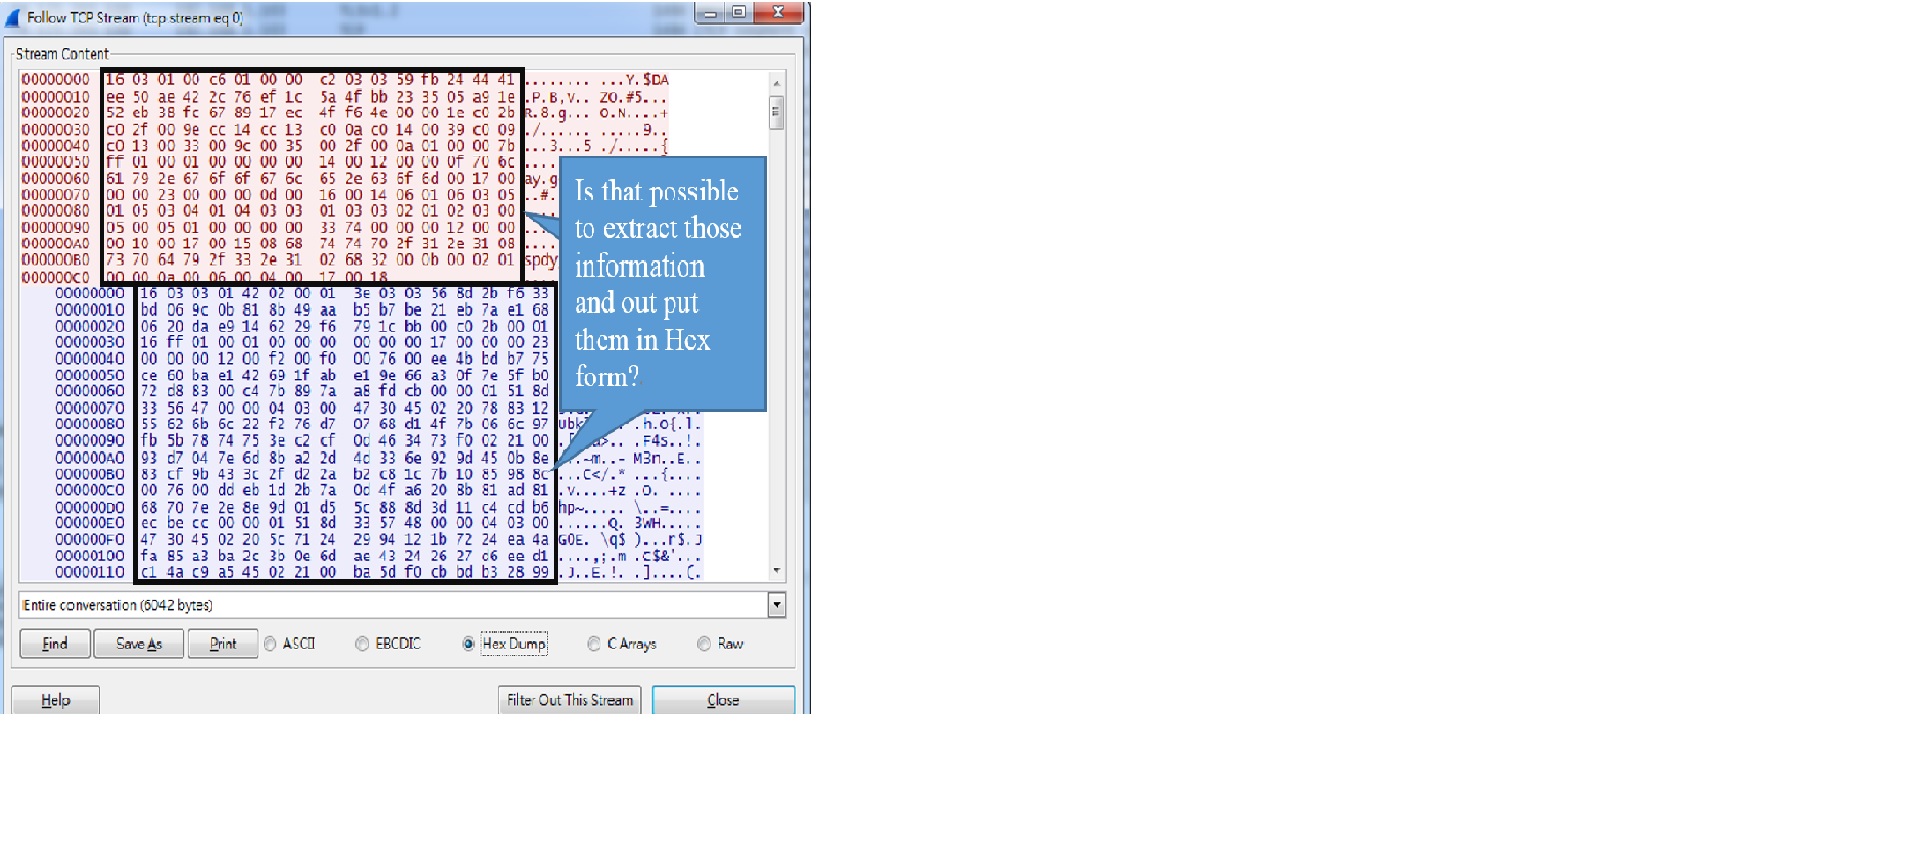 Follow TCP Stream (tcp.stream eq 0)
Stream Content
00000000 16 03 01 00 c6 01 00 00 c2 03 03 59 fb 24 44 41 ........ ...Y.$DA
00000010 ee 50 ae 42 2c 76 ef 1c 5a 4f bb 23 35 05 a9 1e .P.B,v.. ZO.#5...
00000020 52 eb 38 fc 67 89 17 ec 4f f6 4e 00 00 1e c0 2b R.8.g... O.N....+
00000030 c0 2f 00 9e cc 14 cc 13 c0 0a c0 14 00 39 c0 09 ./...... .....9..
00000040 c0 13 00 33 00 9c 00 35 00 2f 00 0a 01 00 00 7b ...3...5 ./.....{
00000050 ff 01 00 01 00 00 00 00 14 00 12 00 00 0f 70 6c ....
00000060 61 79 2e 67 6f 6f 67 6c 65 2e 63 6f 6d 00 17 00 ay.g
00000070 00 00 23 00 00 00 0d 00 16 00 14 06 01 06 03 05 ..#.
00000080 01 05 03 04 01 04 03 03 01 03 03 02 01 02 03 00
00000090 05 00 05 01 00 00 00 00 33 74 00 00 00 12 00 00 ....
000000A0 00 10 00 17 00 15 08 68 74 74 70 2f 31 2e 31 08 ....
000000B0 73 70 64 79 2f 33 2e 31 02 68 32 00 0b 00 02 01 spdy
000000C0 00 00 0a 00 06 00 04 00 17 00 18
00000000 16 03 03 01 42 02 00 01 3e 03 03 56 8d 2b f6 33
00000010 bd 06 9c 0b 81 8b 49 aa b5 b7 be 21 eb 7a e1 68
00000020 06 20 da e9 14 62 29 f6 79 1c bb 00 c0 2b 00 01
00000030 16 ff 01 00 01 00 00 00 00 00 00 17 00 00 00 23
00000040 00 00 00 12 00 f2 00 f0 00 76 00 ee 4b bd b7 75
00000050 ce 60 ba e1 42 69 1f ab e1 9e 66 a3 0f 7e 5f b0
00000060 72 d8 83 00 c4 7b 89 7a a8 fd cb 00 00 01 51 8d
00000070 33 56 47 00 00 04 03 00 47 30 45 02 20 78 83 12
00000080 55 62 6b 6c 22 f2 76 d7 07 68 d1 4f 7b 06 6c 97 .h.o{.l.
00000090 fb 5b 78 74 75 3e c2 cf 0d 46 34 73 f0 02 21 00 .F4s..!.
000000A0 93 d7 04 7e 6d 8b a2 2d 4d 33 6e 92 9d 45 0b 8e ...~m..- M3n..E..
000000B0 83 cf 9b 43 3c 2f d2 2a b2 c8 1c 7b 10 85 98 8c ...C</.* ...{....
000000C0 00 76 00 dd eb 1d 2b 7a 0d 4f a6 20 8b 81 ad 81 .v....+z .O. ....
000000D0 68 70 7e 2e 8e 9d 01 d5 5c 88 8d 3d 11 c4 cd b6 hp~..... \..=....
000000E0 ec be cc 00 00 01 51 8d 33 57 48 00 00 04 03 00 ......Q. 3WH.....
000000F0 47 30 45 02 20 5c 71 24 29 94 12 1b 72 24 ea 4a G0E. \q$ )...r$.J
00000100 fa 85 a3 ba 2c 3b 0e 6d ae 43 24 26 27 d6 ee d1 ....,;.m .C$&'...
00000110 c1 4a c9 a5 45 02 21 00 ba 5d f0 cb bd b3 28 99 .J..E.!. .]....(.
Is that possible
to extract those
information
and out put
them in Hex
form?
Entire conversation (6042 bytes)
Find Save As Print ASCII EBCDIC Hex Dump C Arrays Raw
Help Filter Out This Stream Close